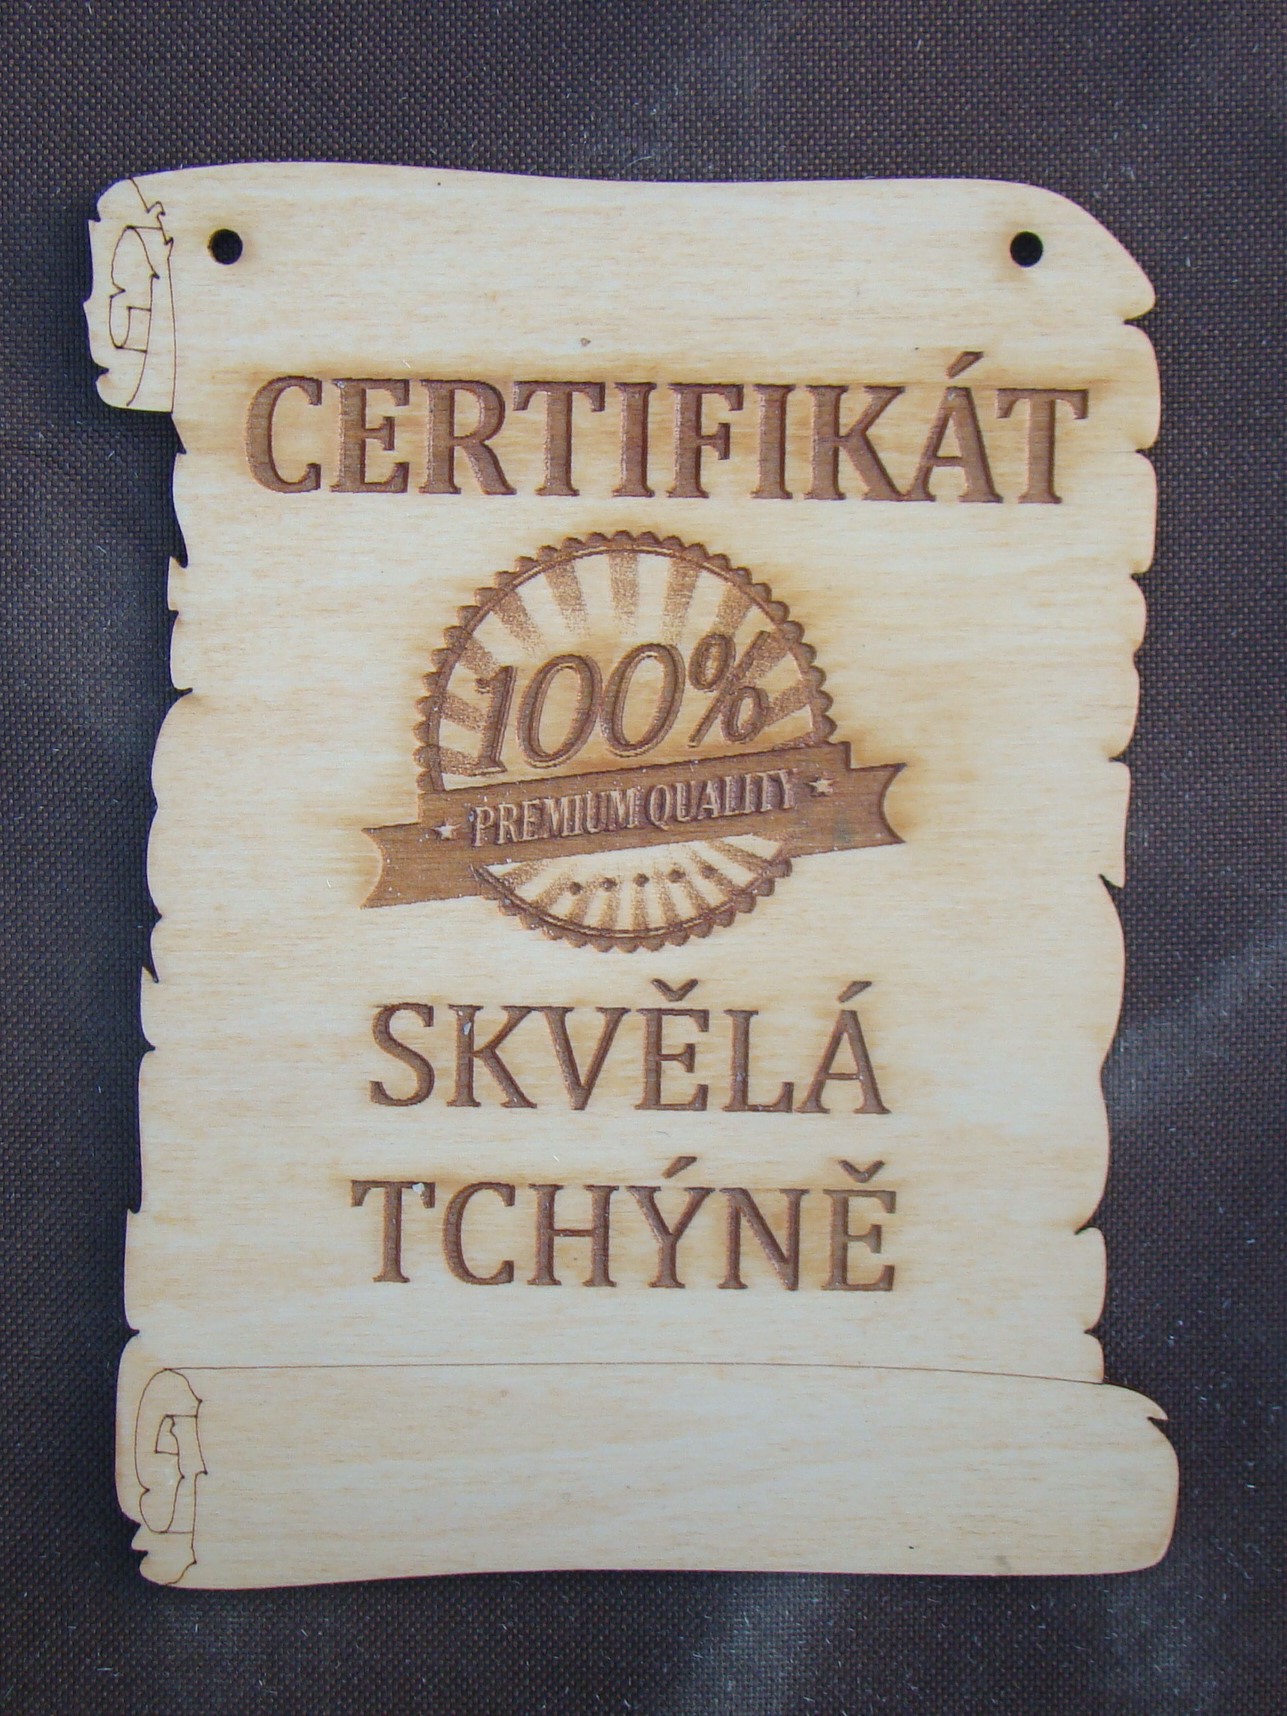 CERTIFIKÁT
100%
PREMIUM QUALITY
SKVĚLÁ
TCHÝNĚ